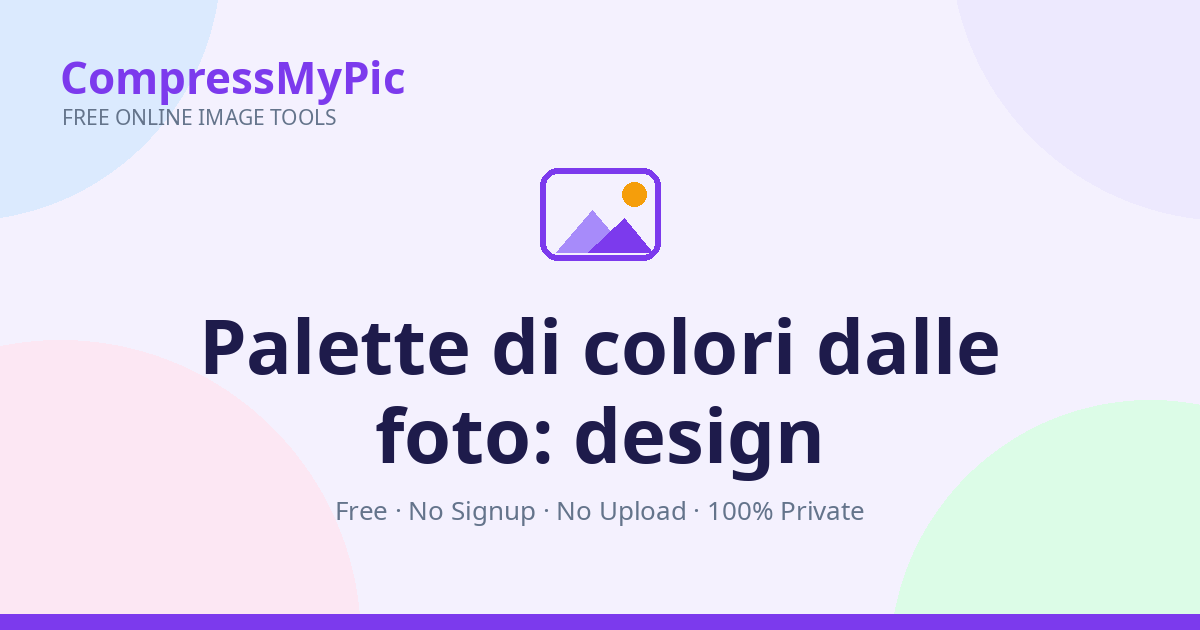 CompressMyPic
FREE ONLINE IMAGE TOOLS
Palette di colori dalle
foto: design
Free · No Signup · No Upload · 100% Private